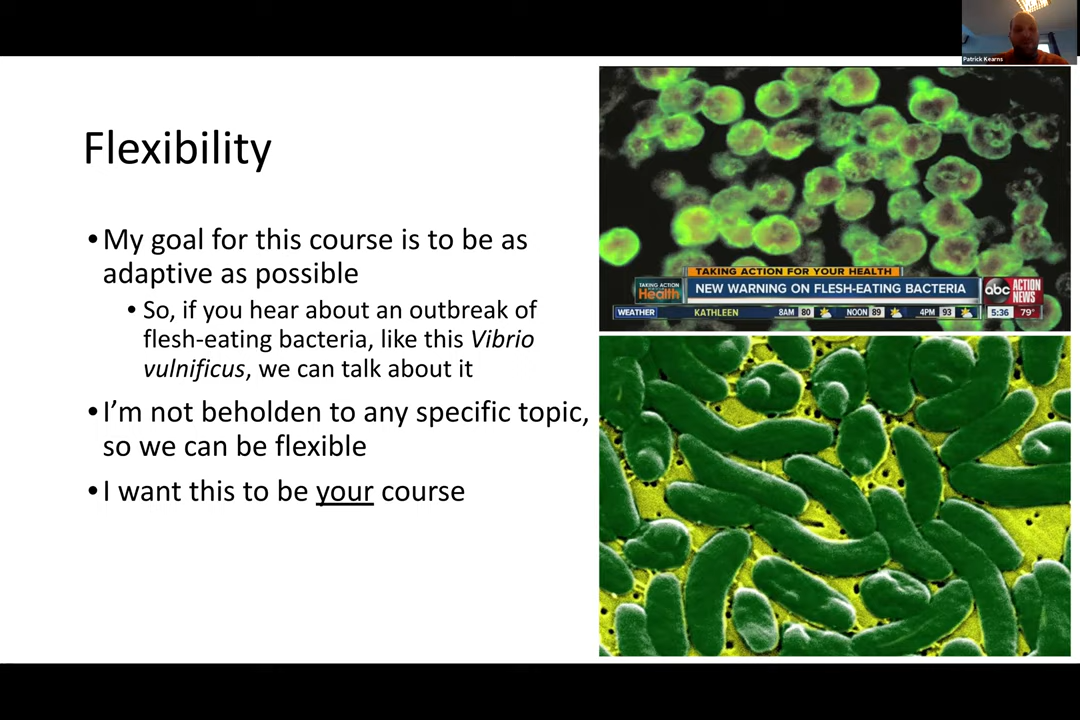 Patrick Kearns
Flexibility
•My goal for this course is to be as
adaptive as possible
• So, if you hear about an outbreak of
flesh-eating bacteria, like this Vibrio
vulnificus, we can talk about it
•I’m not beholden to any specific topic,
so we can be flexible
•I want this to be your course
TAKING ACTION FOR YOUR HEALTH
TAKING ACTION
Health
NEW WARNING ON FLESH-EATING BACTERIA
abc ACTION NEWS
WEATHER KATHLEEN 8AM 80 NOON 89 4PM 93 5:36 79°